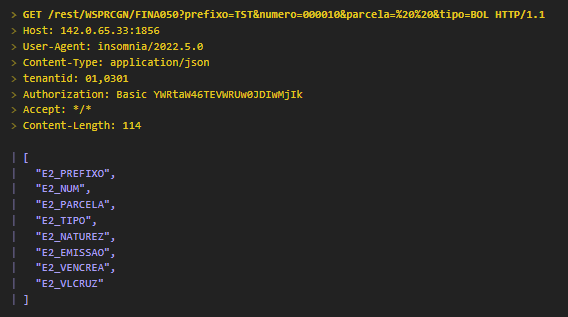 > GET /rest/WSPRCGN/FINA050?prefixo=TST&numero=000010&parcela=%20%20&tipo=BOL HTTP/1.1
> Host: 142.0.65.33:1856
> User-Agent: insomnia/2022.5.0
> Content-Type: application/json
> tenantid: 01,0301
> Authorization: Basic YWRtaW46TEVWRUw0JDIwMjIk
> Accept: */*
> Content-Length: 114
| [
|   "E2_PREFIXO",
|   "E2_NUM",
|   "E2_PARCELA",
|   "E2_TIPO",
|   "E2_NATUREZ",
|   "E2_EMISSAO",
|   "E2_VENCREA",
|   "E2_VLCRUZ"
| ]